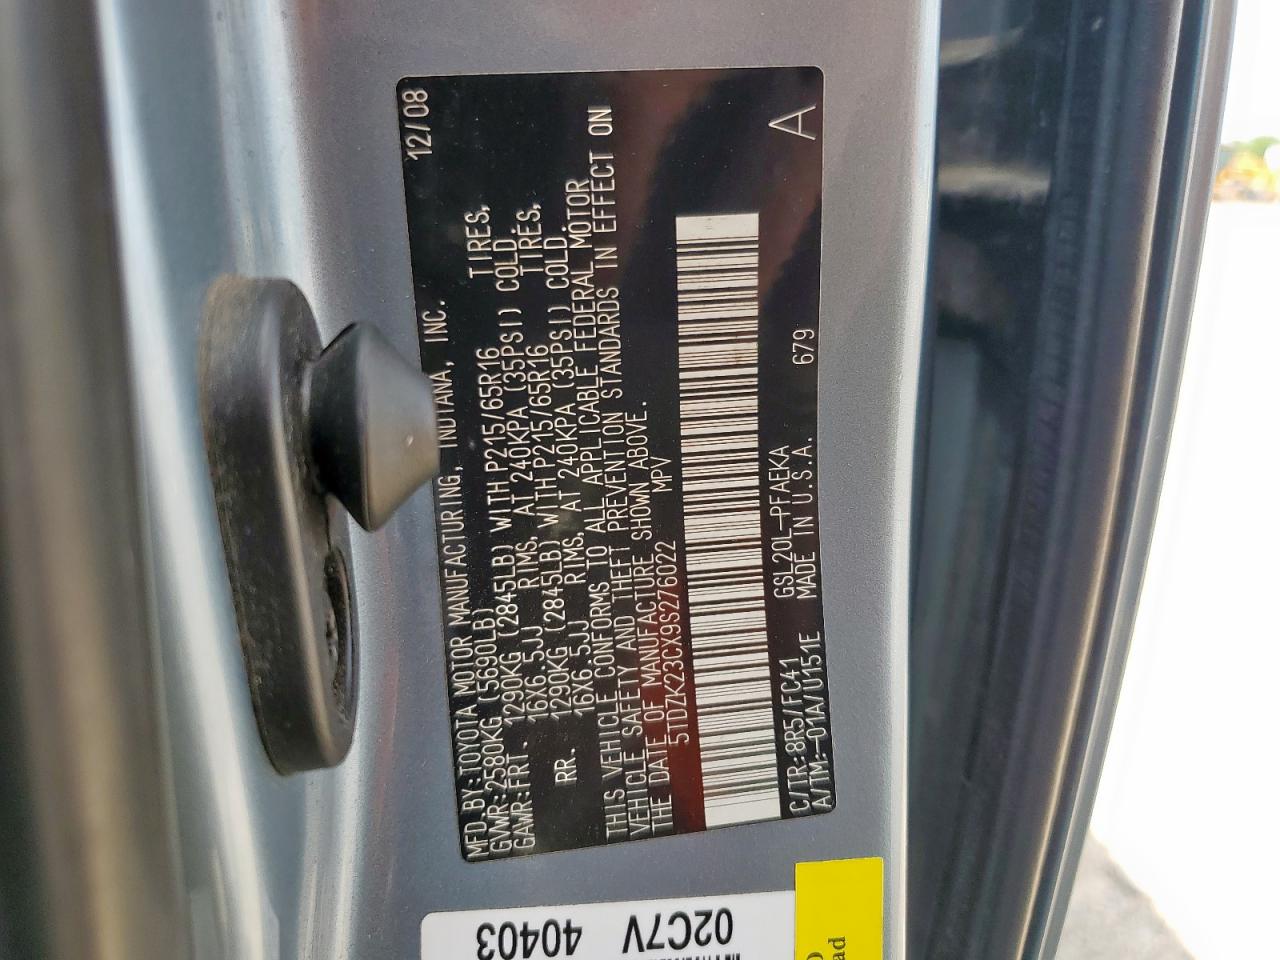 12/08
MFD.BY:TOYOTA MOTOR MANUFACTURING, INDIANA, INC.
GVWR:2580KG(5690LB)
GAWR:FRT. 1290KG(2845LB)WITH P215/65R16 TIRES,
16X6.5JJ RIMS, AT 240KPA(35PSI) COLD.
RR. 1290KG(2845LB)WITH P215/65R16 TIRES,
16X6.5JJ RIMS, AT 240KPA(35PSI) COLD.
THIS VEHICLE CONFORMS TO ALL APPLICABLE FEDERAL MOTOR
VEHICLE SAFETY AND THEFT PREVENTION STANDARDS IN EFFECT ON
THE DATE OF MANUFACTURE SHOWN ABOVE.
5TDZK23CX9S276022 MPV
C/TR:8R5/FC41 GSL20L-PFAEKA 679 A
A/TM:-01A/U151E MADE IN U.S.A.
40403
02C7V